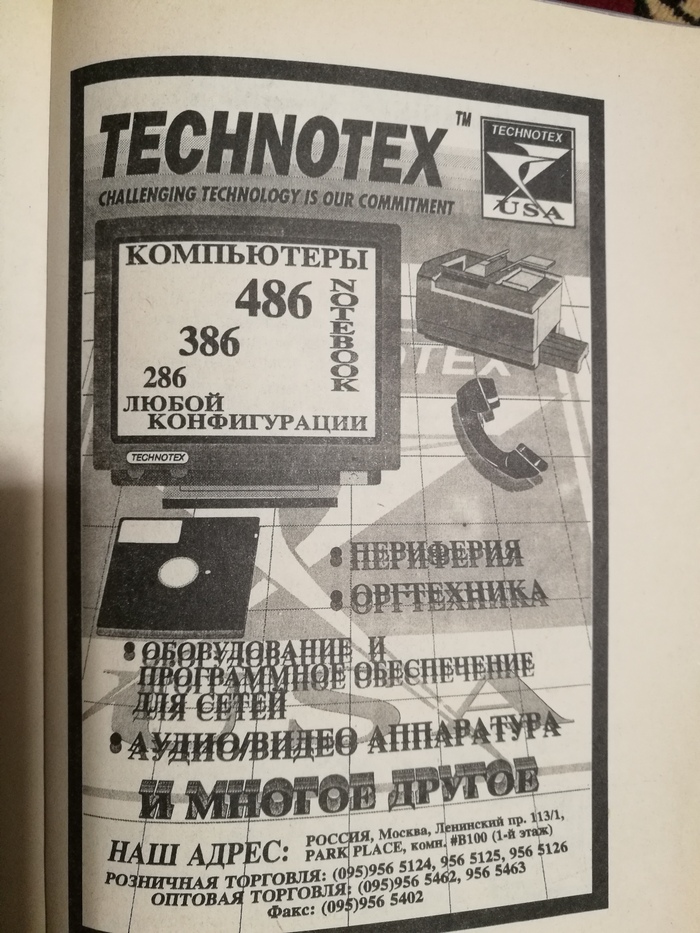 TECHNOTEX™
CHALLENGING TECHNOLOGY IS OUR COMMITMENT
TECHNOTEX
USA
КОМПЬЮТЕРЫ
486
386
286
NOTEBOOK
ЛЮБОЙ
КОНФИГУРАЦИИ
TECHNOTEX
• ПЕРИФЕРИЯ
• ОРГТЕХНИКА
• ОБОРУДОВАНИЕ И
ПРОГРАММНОЕ ОБЕСПЕЧЕНИЕ
ДЛЯ СЕТЕЙ
• АУДИО/ВИДЕО АППАРАТУРА
И МНОГОЕ ДРУГОЕ
НАШ АДРЕС:
РОССИЯ, Москва, Ленинский пр. 113/1,
PARK PLACE, комн. #В100 (1-й этаж)
РОЗНИЧНАЯ ТОРГОВЛЯ: (095)956 5124, 956 5125, 956 5126
ОПТОВАЯ ТОРГОВЛЯ: (095)956 5462, 956 5463
Факс: (095)956 5402